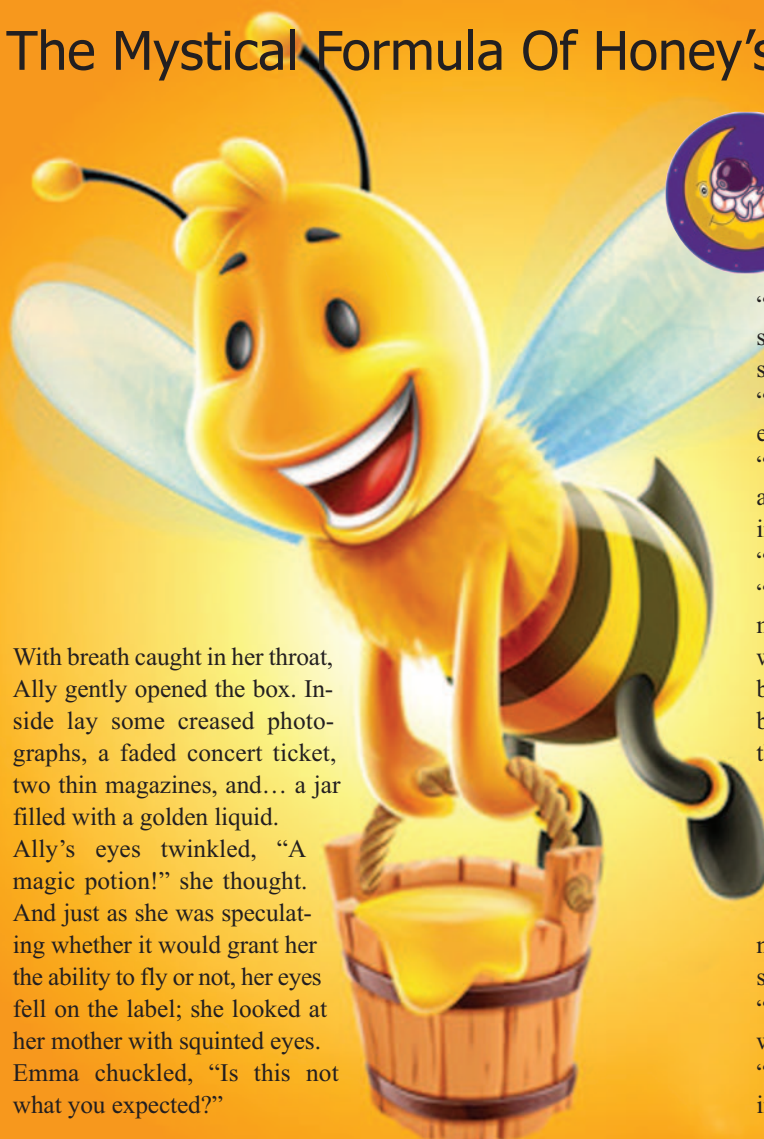 The Mystical Formula Of Honey’s
With breath caught in her throat,
Ally gently opened the box. In-
side lay some creased photo-
graphs, a faded concert ticket,
two thin magazines, and… a jar
filled with a golden liquid.
Ally’s eyes twinkled, “A
magic potion!” she thought.
And just as she was speculat-
ing whether it would grant her
the ability to fly or not, her eyes
fell on the label; she looked at
her mother with squinted eyes.
Emma chuckled, “Is this not
what you expected?”